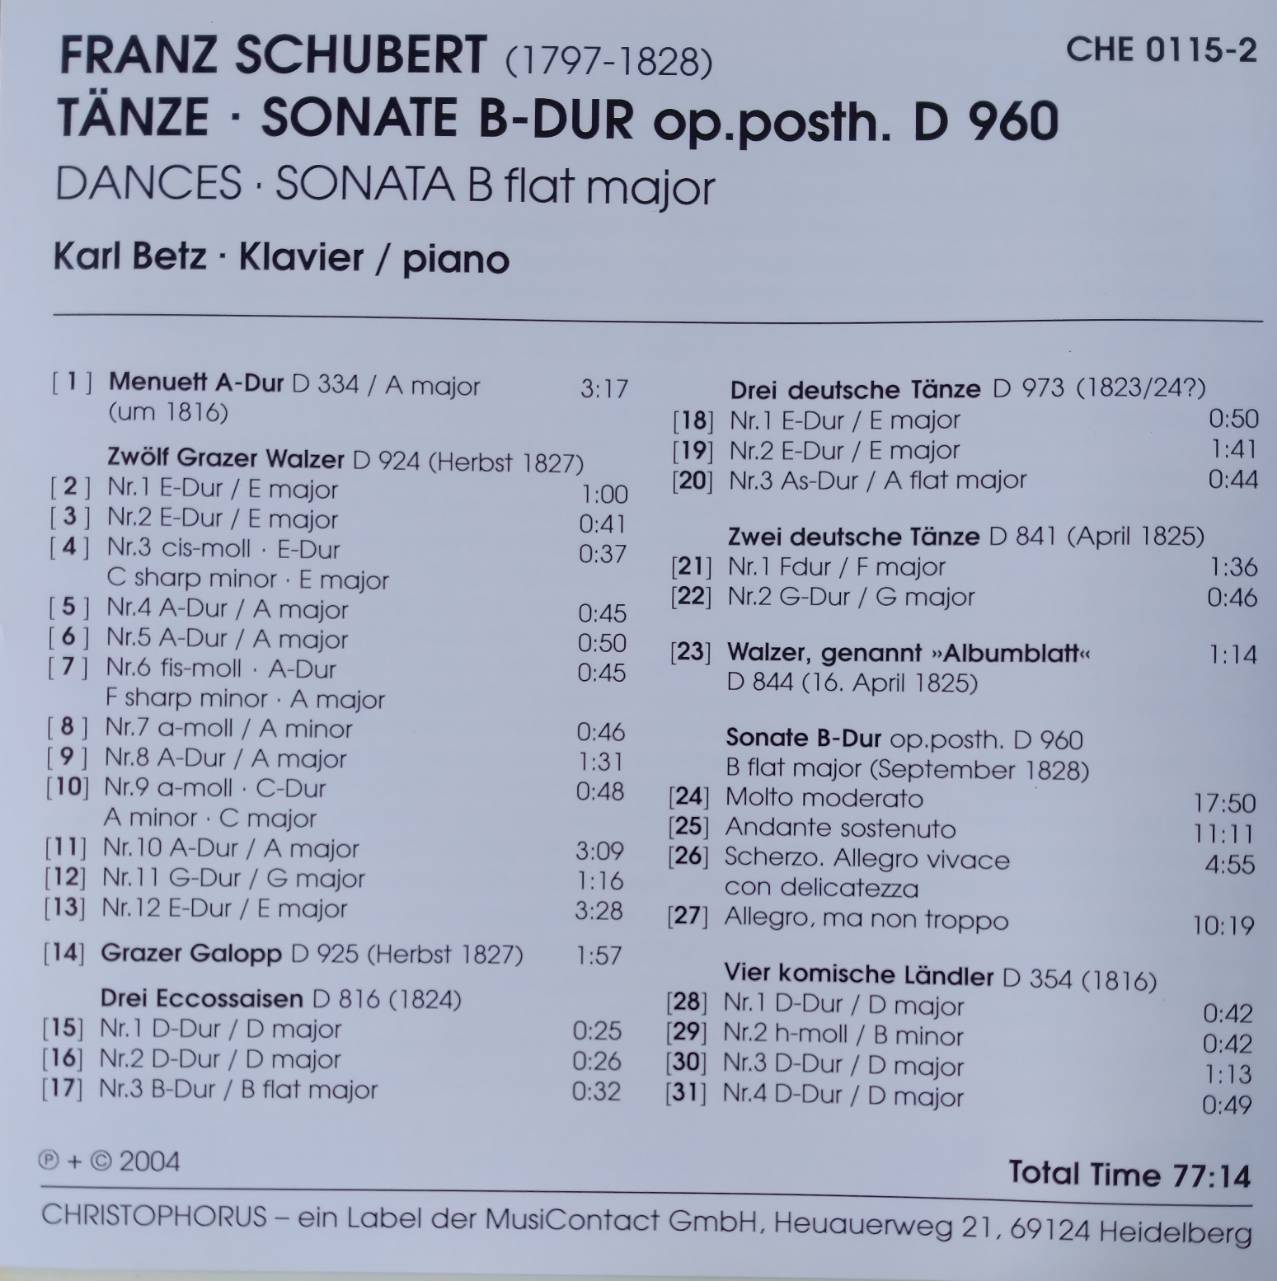 FRANZ SCHUBERT (1797-1828) CHE 0115-2
TÄNZE · SONATE B-DUR op.posth. D 960
DANCES · SONATA B flat major
Karl Betz · Klavier / piano
[ 1 ] Menuett A-Dur D 334 / A major 3:17
(um 1816)
Zwölf Grazer Walzer D 924 (Herbst 1827)
[ 2 ] Nr.1 E-Dur / E major 1:00
[ 3 ] Nr.2 E-Dur / E major 0:41
[ 4 ] Nr.3 cis-moll · E-Dur 0:37
C sharp minor · E major
[ 5 ] Nr.4 A-Dur / A major 0:45
[ 6 ] Nr.5 A-Dur / A major 0:50
[ 7 ] Nr.6 fis-moll · A-Dur 0:45
F sharp minor · A major
[ 8 ] Nr.7 a-moll / A minor 0:46
[ 9 ] Nr.8 A-Dur / A major 1:31
[10] Nr.9 a-moll · C-Dur 0:48
A minor · C major
[11] Nr.10 A-Dur / A major 3:09
[12] Nr.11 G-Dur / G major 1:16
[13] Nr.12 E-Dur / E major 3:28
[14] Grazer Galopp D 925 (Herbst 1827) 1:57
Drei Eccossaisen D 816 (1824)
[15] Nr.1 D-Dur / D major 0:25
[16] Nr.2 D-Dur / D major 0:26
[17] Nr.3 B-Dur / B flat major 0:32
Drei deutsche Tänze D 973 (1823/24?)
[18] Nr.1 E-Dur / E major 0:50
[19] Nr.2 E-Dur / E major 1:41
[20] Nr.3 As-Dur / A flat major 0:44
Zwei deutsche Tänze D 841 (April 1825)
[21] Nr.1 Fdur / F major 1:36
[22] Nr.2 G-Dur / G major 0:46
[23] Walzer, genannt »Albumblatt« 1:14
D 844 (16. April 1825)
Sonate B-Dur op.posth. D 960
B flat major (September 1828)
[24] Molto moderato 17:50
[25] Andante sostenuto 11:11
[26] Scherzo. Allegro vivace 4:55
con delicatezza
[27] Allegro, ma non troppo 10:19
Vier komische Ländler D 354 (1816)
[28] Nr.1 D-Dur / D major 0:42
[29] Nr.2 h-moll / B minor 0:42
[30] Nr.3 D-Dur / D major 1:13
[31] Nr.4 D-Dur / D major 0:49
℗ + © 2004
Total Time 77:14
CHRISTOPHORUS – ein Label der MusiContact GmbH, Heuauerweg 21, 69124 Heidelberg